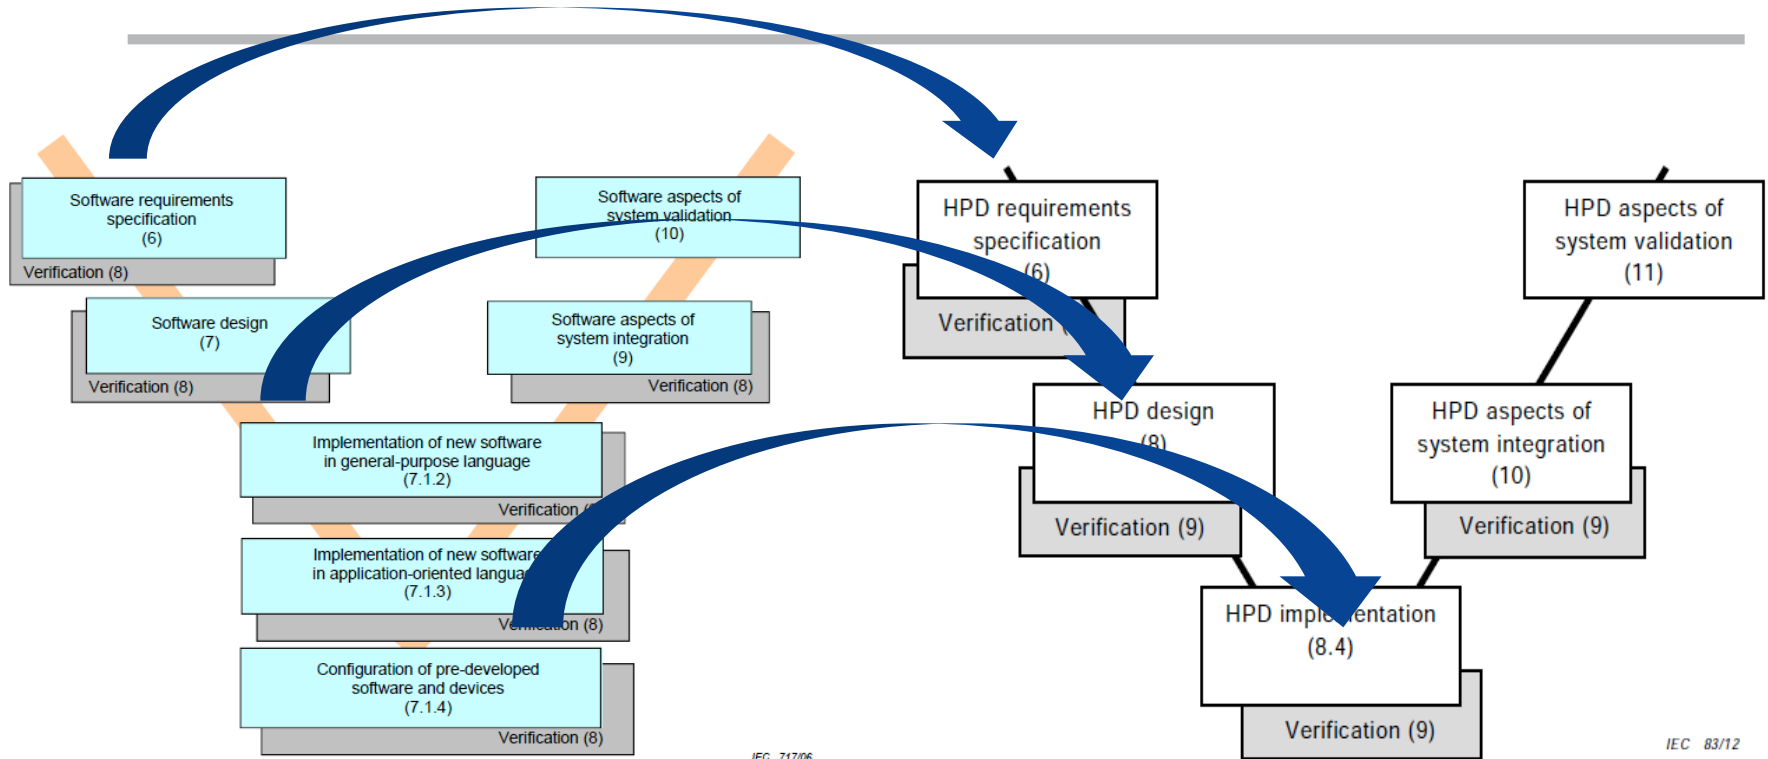 Software requirements
specification
(6)
Verification (8)
Software design
(7)
Verification (8)
Software aspects of
system validation
(10)
Software aspects of
system integration
(9)
Verification (8)
Implementation of new software
in general-purpose language
(7.1.2)
Verification
Implementation of new software
in application-oriented
(7.1.3)
(8)
Configuration of pre-developed
software and devices
(7.1.4)
Verification (8)
IEC 717/06
HPD requirements
specification
(6)
Verification
HPD design
(8)
Verification (9)
HPD implementation
(8.4)
Verification (9)
HPD aspects of
system integration
(10)
Verification (9)
HPD aspects of
system validation
(11)
IEC 83/12